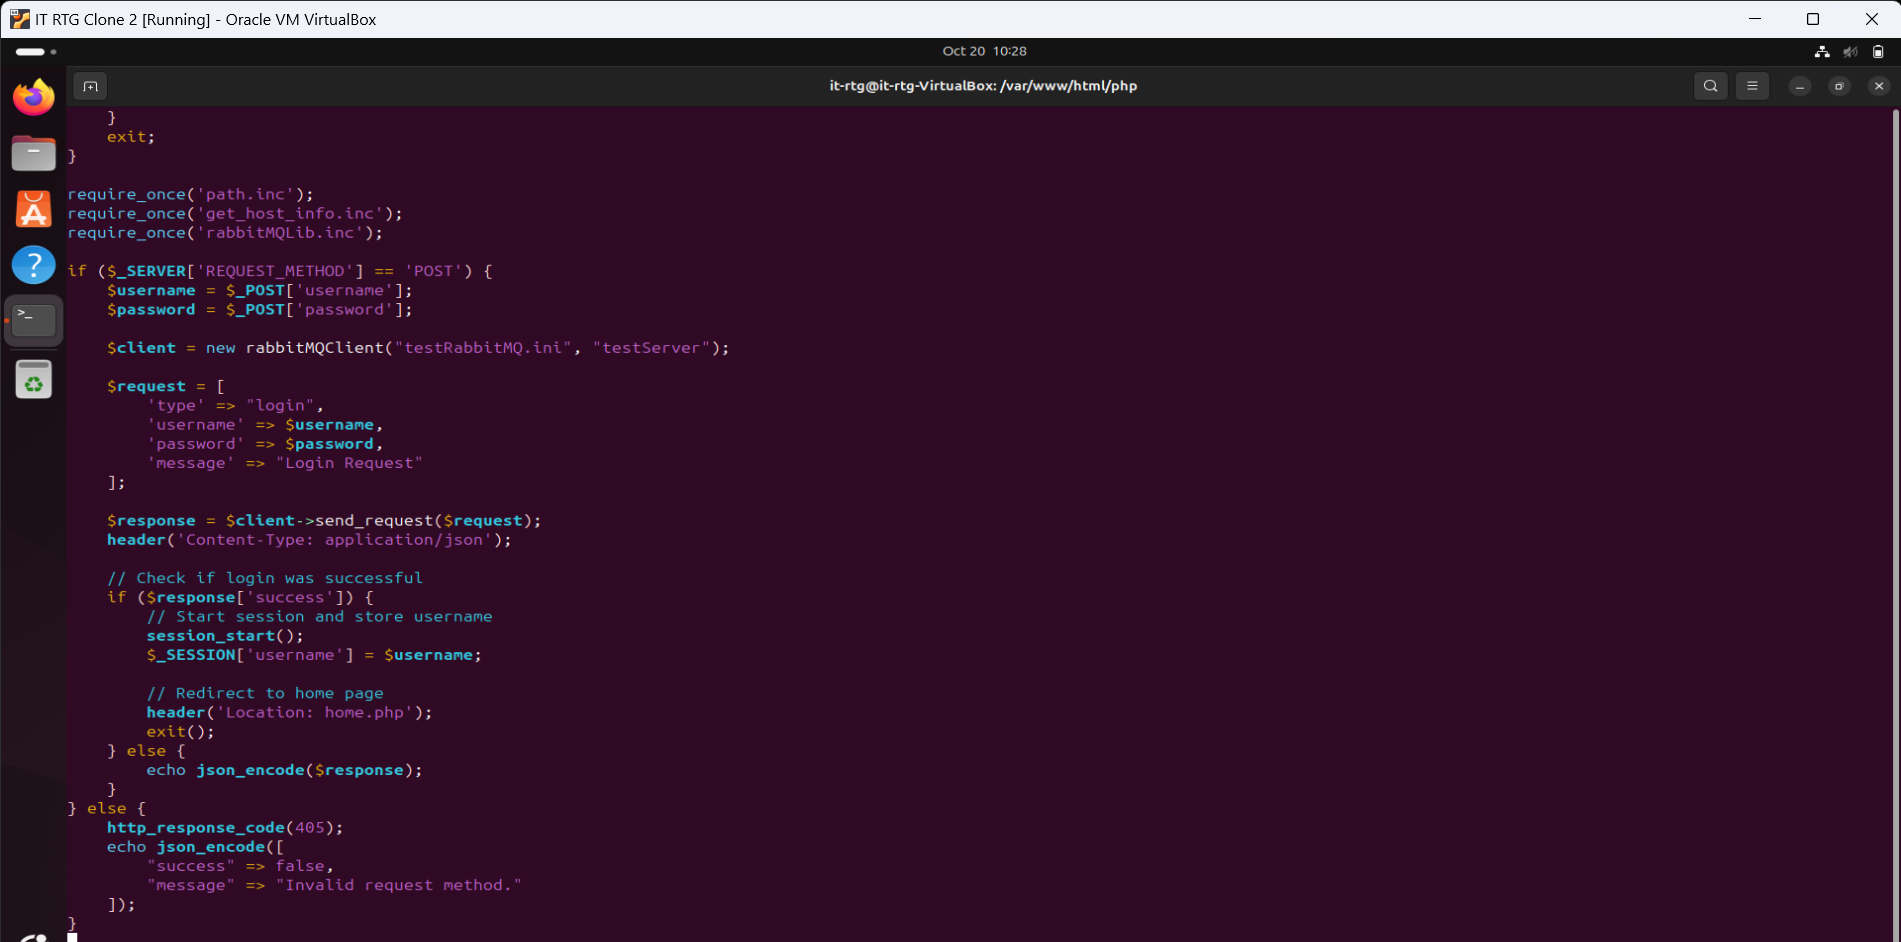 IT RTG Clone 2 [Running] - Oracle VM VirtualBox
Oct 20 10:28
it-rtg@it-rtg-VirtualBox: /var/www/html/php
    }
    exit;
}

require_once('path.inc');
require_once('get_host_info.inc');
require_once('rabbitMQLib.inc');

if ($_SERVER['REQUEST_METHOD'] == 'POST') {
    $username = $_POST['username'];
    $password = $_POST['password'];

    $client = new rabbitMQClient("testRabbitMQ.ini", "testServer");

    $request = [
        'type' => "login",
        'username' => $username,
        'password' => $password,
        'message' => "Login Request"
    ];

    $response = $client->send_request($request);
    header('Content-Type: application/json');

    // Check if login was successful
    if ($response['success']) {
        // Start session and store username
        session_start();
        $_SESSION['username'] = $username;

        // Redirect to home page
        header('Location: home.php');
        exit();
    } else {
        echo json_encode($response);
    }
} else {
    http_response_code(405);
    echo json_encode([
        "success" => false,
        "message" => "Invalid request method."
    ]);
}